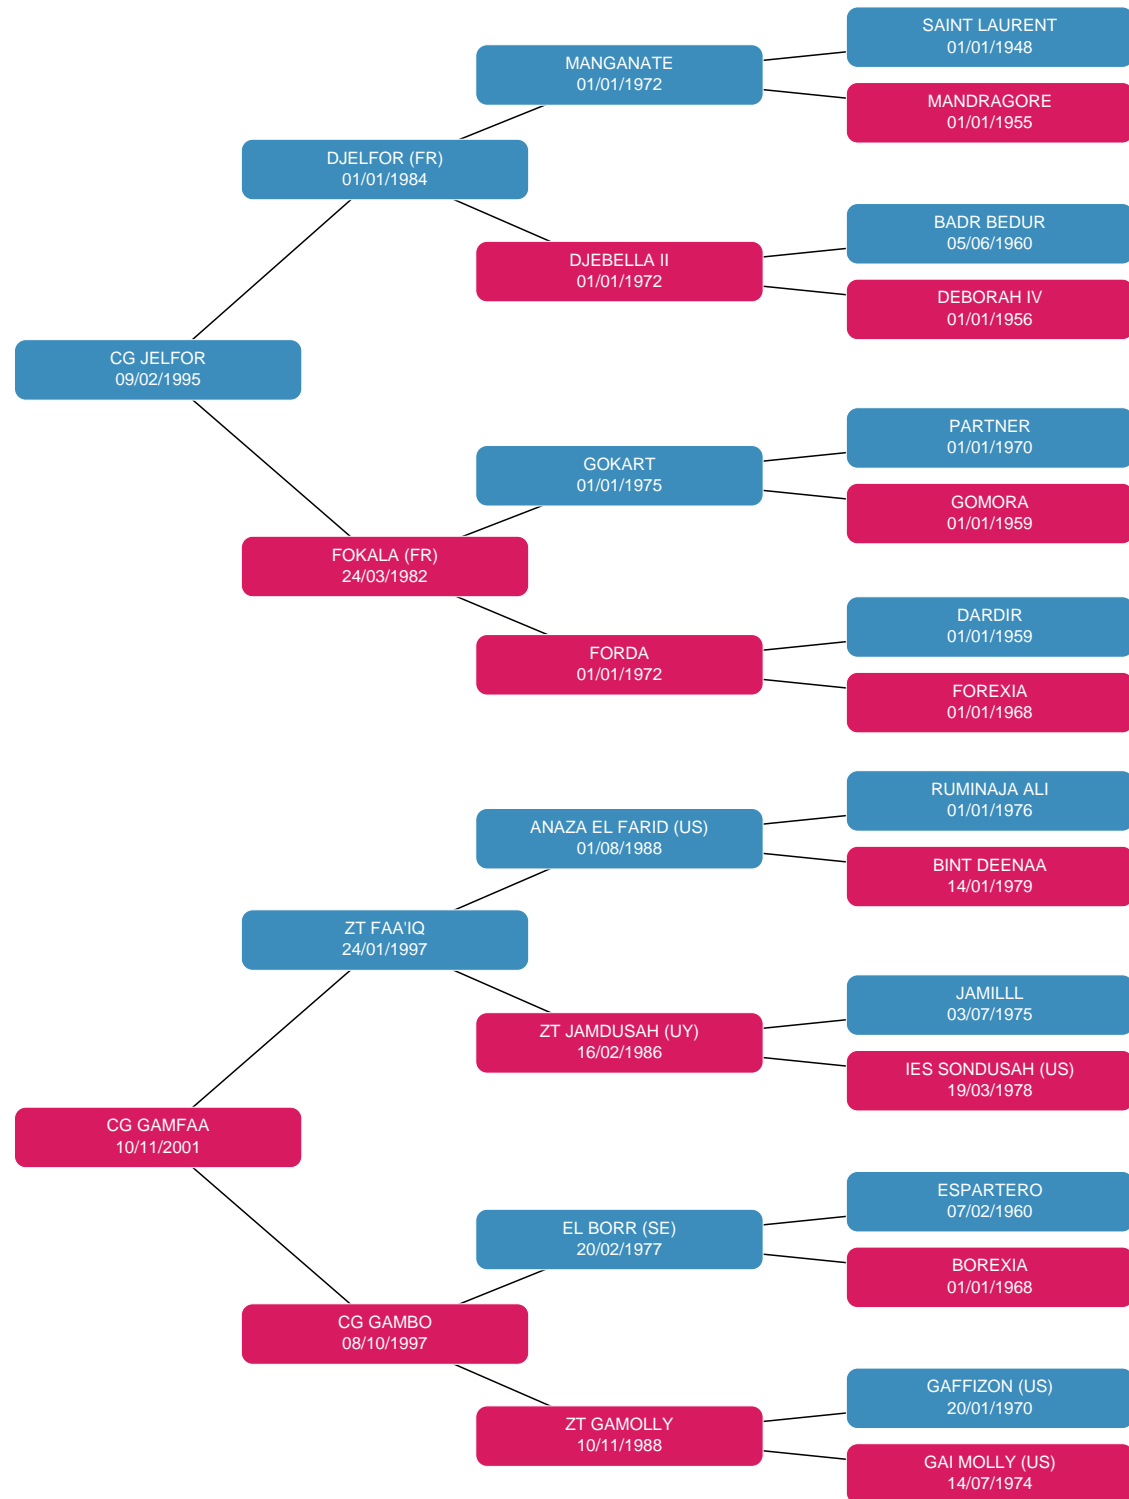 SAINT LAURENT
01/01/1948
MANGANATE
01/01/1972
MANDRAGORE
01/01/1955
DJELFOR (FR)
01/01/1984
BADR BEDUR
05/06/1960
DJEBELLA II
01/01/1972
DEBORAH IV
01/01/1956
CG JELFOR
09/02/1995
PARTNER
01/01/1970
GOKART
01/01/1975
GOMORA
01/01/1959
FOKALA (FR)
24/03/1982
DARDIR
01/01/1959
FORDA
01/01/1972
FOREXIA
01/01/1968
RUMINAJA ALI
01/01/1976
ANAZA EL FARID (US)
01/08/1988
BINT DEENAA
14/01/1979
ZT FAA'IQ
24/01/1997
JAMILLL
03/07/1975
ZT JAMDUSAH (UY)
16/02/1986
IES SONDUSAH (US)
19/03/1978
CG GAMFAA
10/11/2001
ESPARTERO
07/02/1960
EL BORR (SE)
20/02/1977
BOREXIA
01/01/1968
CG GAMBO
08/10/1997
GAFFIZON (US)
20/01/1970
ZT GAMOLLY
10/11/1988
GAI MOLLY (US)
14/07/1974